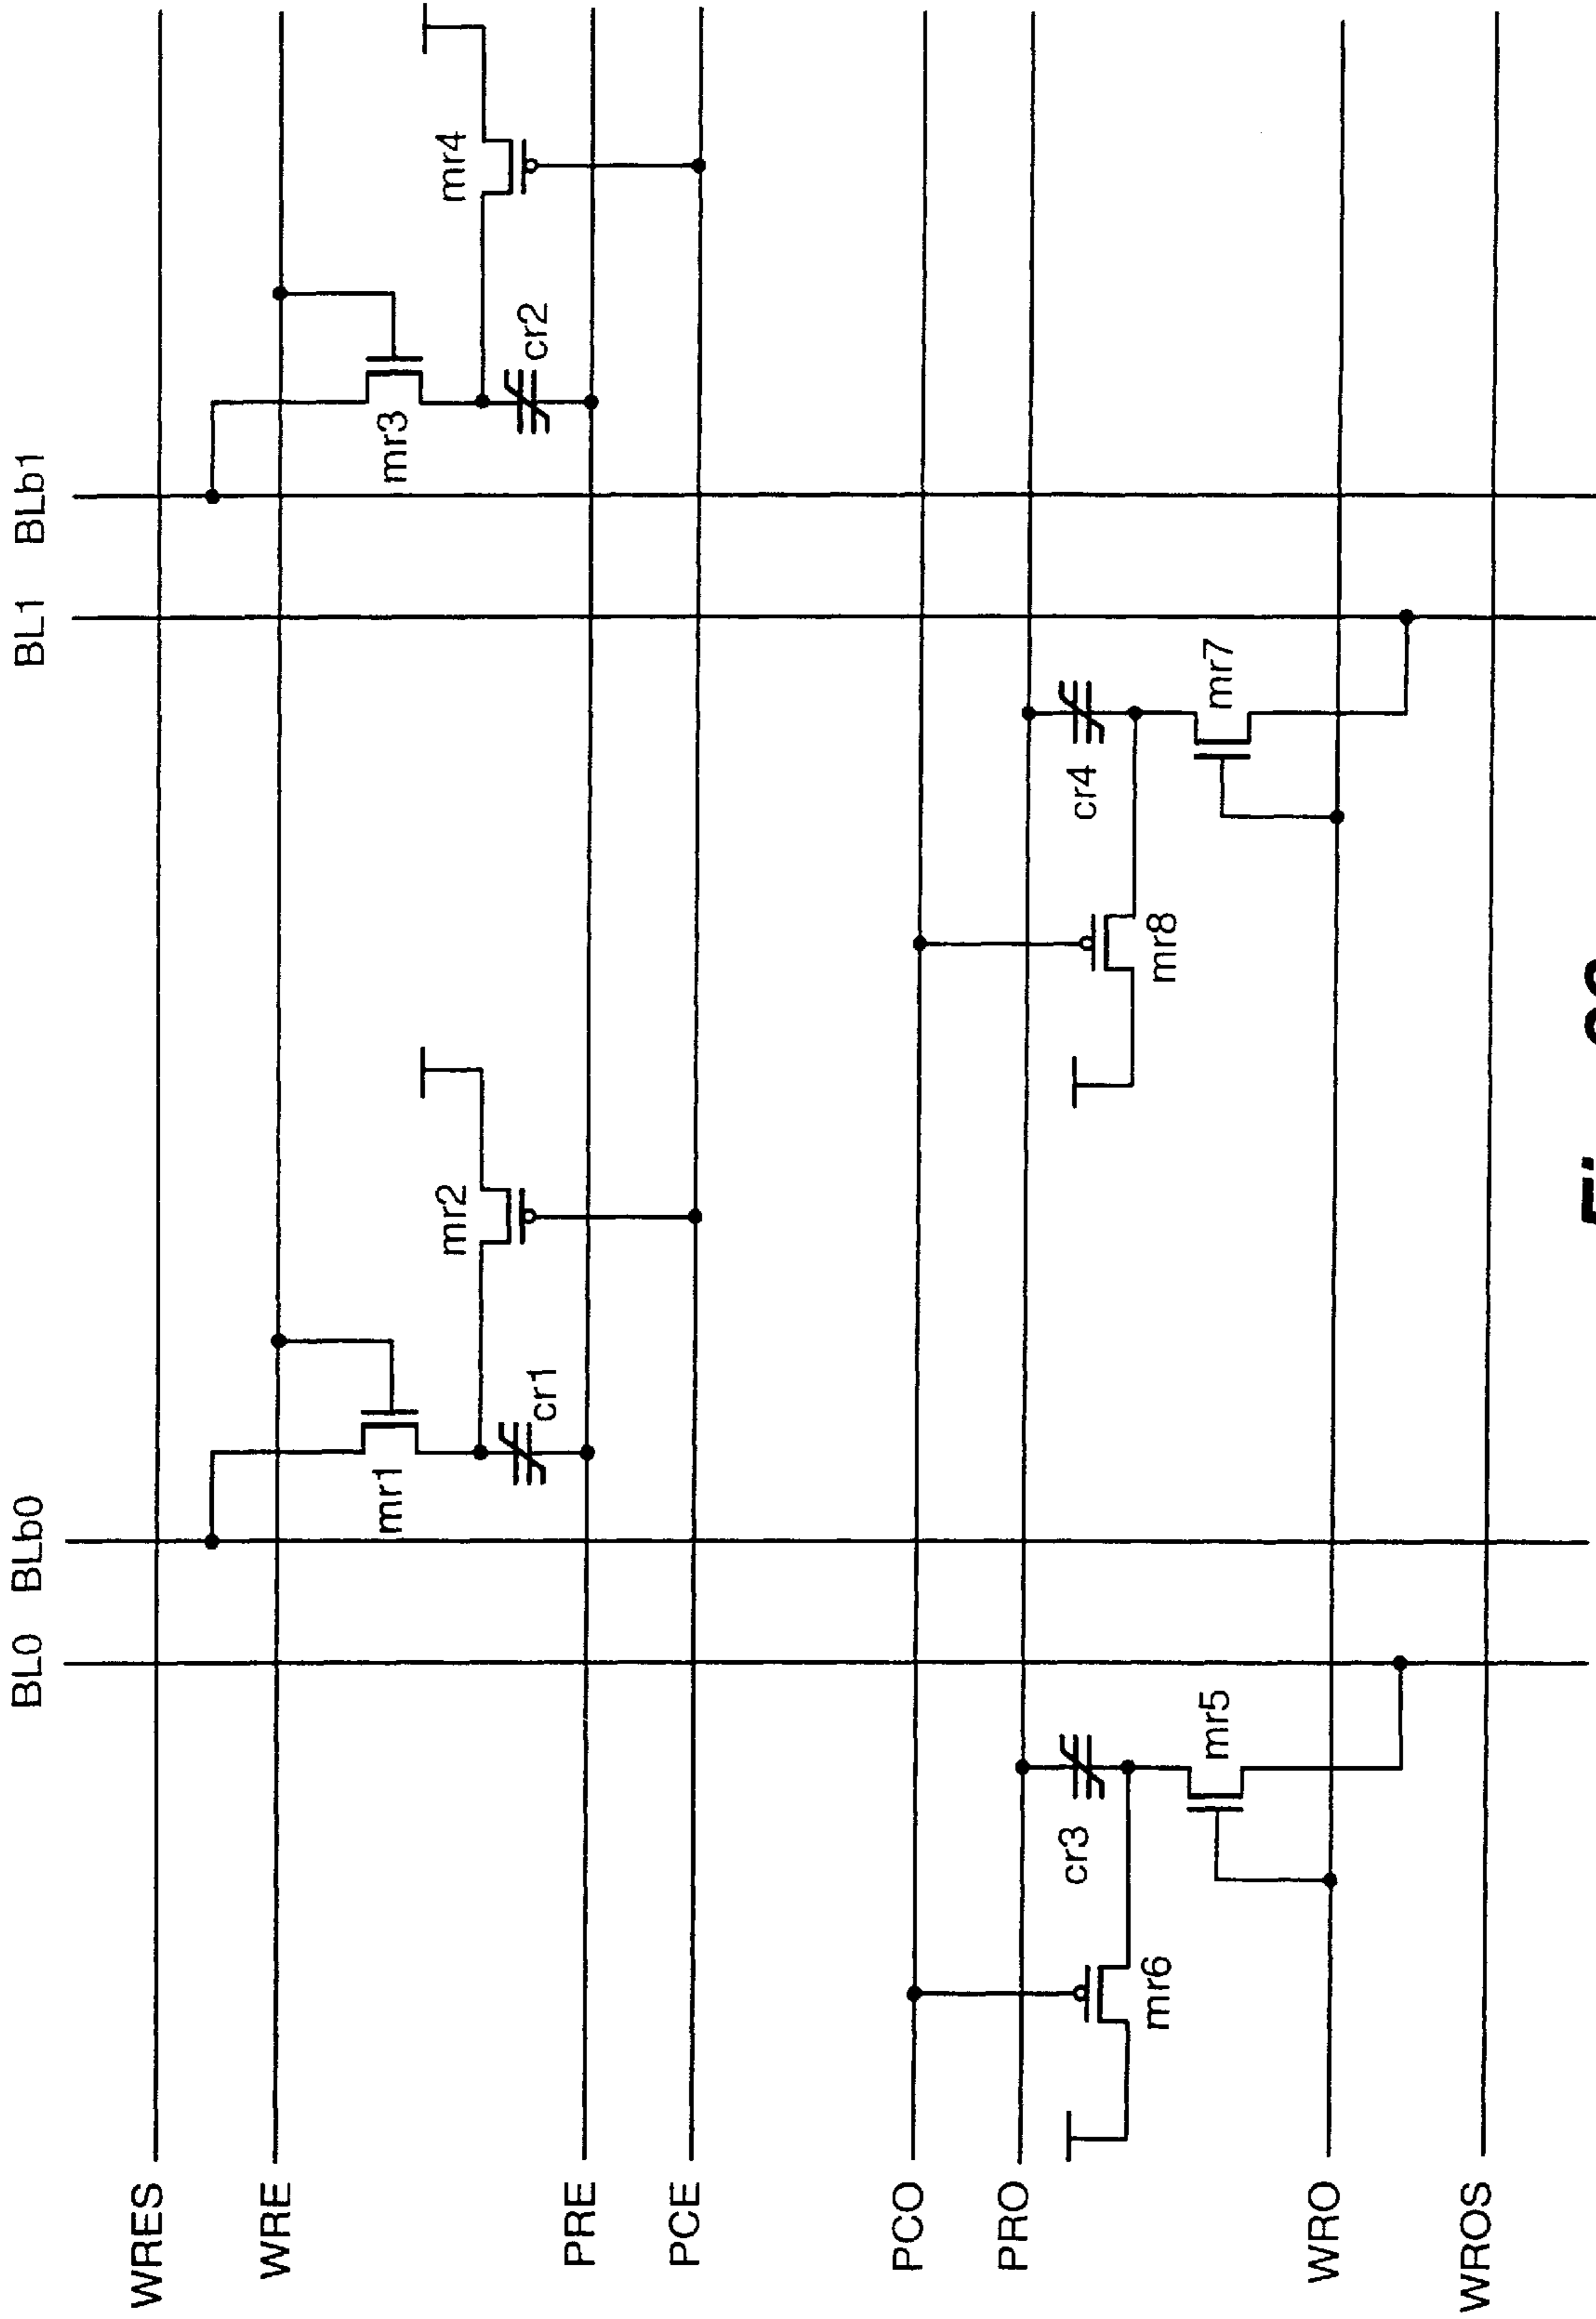 BL0 BLb0
BL1 BLb1
WRES
WRE
mr1
mr3
mr2
mr4
cr1
cr2
PRE
PCE
PCO
PRO
cr3
cr4
mr6
mr8
mr5
mr7
WRO
WROS